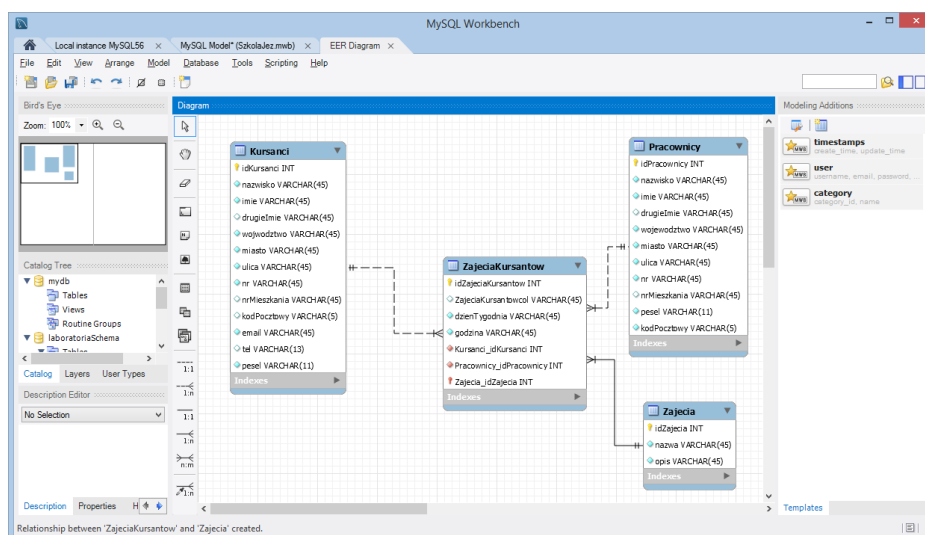 MySQL Workbench
Local instance MySQL56 ×
MySQL Model* (SzkolaJez.mwb) ×
EER Diagram ×
File Edit View Arrange Model Database Tools Scripting Help
Bird's Eye
Zoom: 100%
Catalog Tree
mydb
Tables
Views
Routine Groups
laboratoriaSchema
Tables
Catalog Layers User Types
Description Editor
No Selection
Description Properties H
Diagram
1:1
1:n
1:1
1:n
n:m
1:n
Kursanci
idKursanci INT
nazwisko VARCHAR(45)
imie VARCHAR(45)
drugieImie VARCHAR(45)
wojwodztwo VARCHAR(45)
miasto VARCHAR(45)
ulica VARCHAR(45)
nr VARCHAR(45)
nrMieszkania VARCHAR(45)
kodPocztowy VARCHAR(5)
email VARCHAR(45)
tel VARCHAR(13)
pesel VARCHAR(11)
Indexes
ZajeciaKursantow
idZajeciaKursantow INT
ZajeciaKursantowcol VARCHAR(45)
dzienTygodnia VARCHAR(45)
godzina VARCHAR(45)
Kursanci_idKursanci INT
Pracownicy_idPracownicy INT
Zajecia_idZajecia INT
Indexes
Pracownicy
idPracownicy INT
nazwisko VARCHAR(45)
imie VARCHAR(45)
drugieImie VARCHAR(45)
wojewodztwo VARCHAR(45)
miasto VARCHAR(45)
ulica VARCHAR(45)
nr VARCHAR(45)
nrMieszkania VARCHAR(45)
pesel VARCHAR(11)
kodPocztowy VARCHAR(5)
Indexes
Zajecia
idZajecia INT
nazwa VARCHAR(45)
opis VARCHAR(45)
Indexes
Modeling Additions
timestamps
create_time, update_time
user
username, email, password, ...
category
category_id, name
Templates
Relationship between 'ZajeciaKursantow' and 'Zajecia' created.